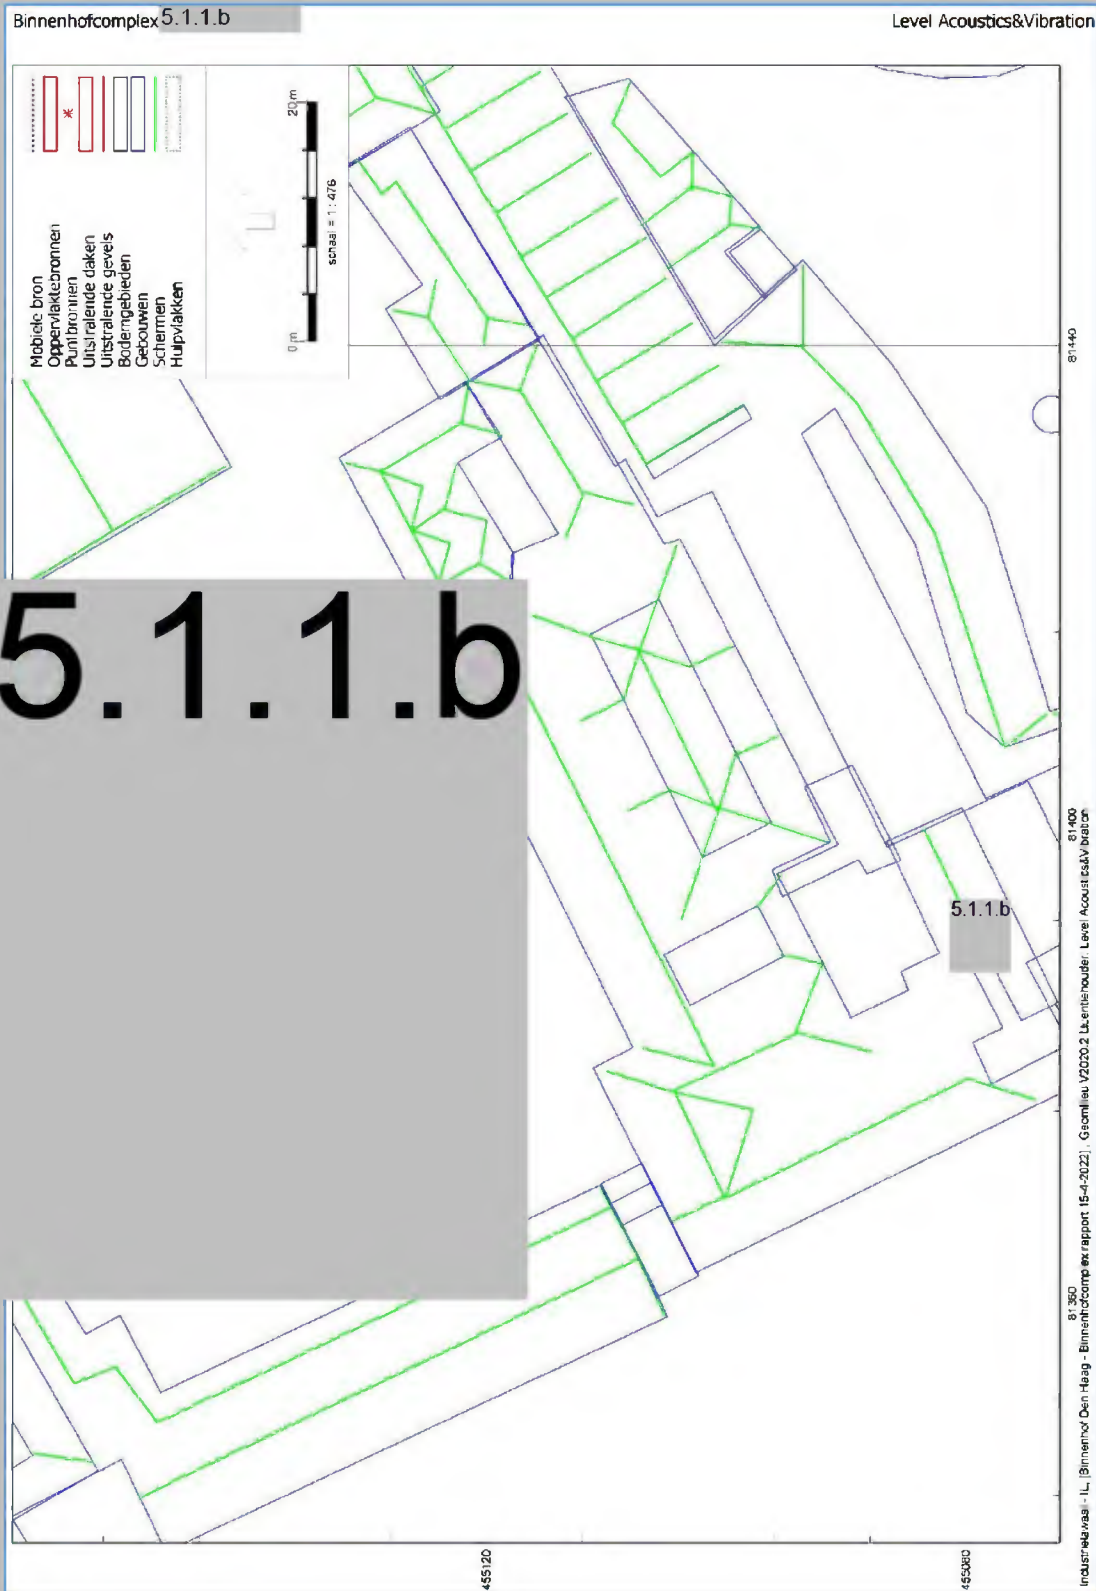 Binnenhofcomplex 5.1.1.b
Level Acoustics&Vibration
Mobiele bron
Oppervlaktebronnen
Puntbronnen
Uitstralende daken
Uitstralende gevels
Bodemgebieden
Gebouwen
Schermen
Hulpvlakken
0 m
20 m
schaal = 1 : 476
5.1.1.b
5.1.1.b
81440
81400
81360
455120
455080
Industrielawaai - IL, [Binnenhof Den Haag - Binnenhofcomplex rapport 15-4-2022] , Geomilieu V2020.2 Licentiehouder: Level Acoustics&Vibration